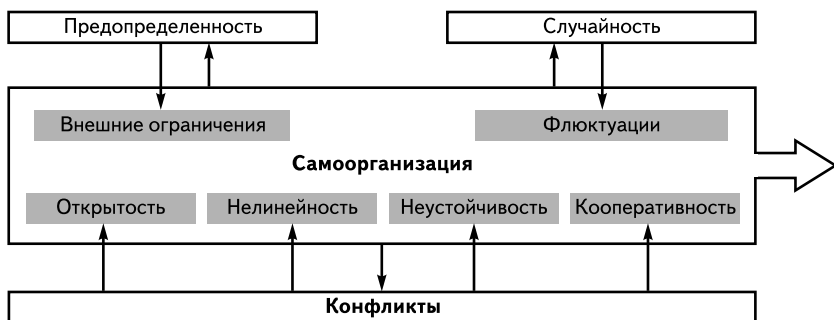 Предопределенность
Случайность
Внешние ограничения
Флюктуации
Самоорганизация
Открытость
Нелинейность
Неустойчивость
Кооперативность
Конфликты